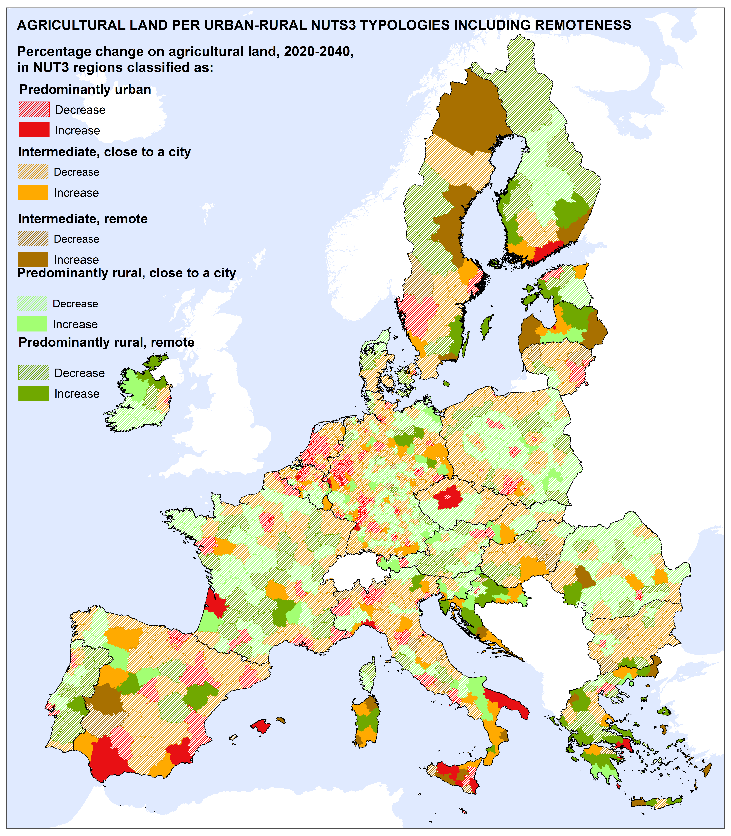 AGRICULTURAL LAND PER URBAN-RURAL NUTS3 TYPOLOGIES INCLUDING REMOTENESS
Percentage change on agricultural land, 2020-2040,
in NUT3 regions classified as:
Predominantly urban
Decrease
Increase
Intermediate, close to a city
Decrease
Increase
Intermediate, remote
Decrease
Increase
Predominantly rural, close to a city
Decrease
Increase
Predominantly rural, remote
Decrease
Increase